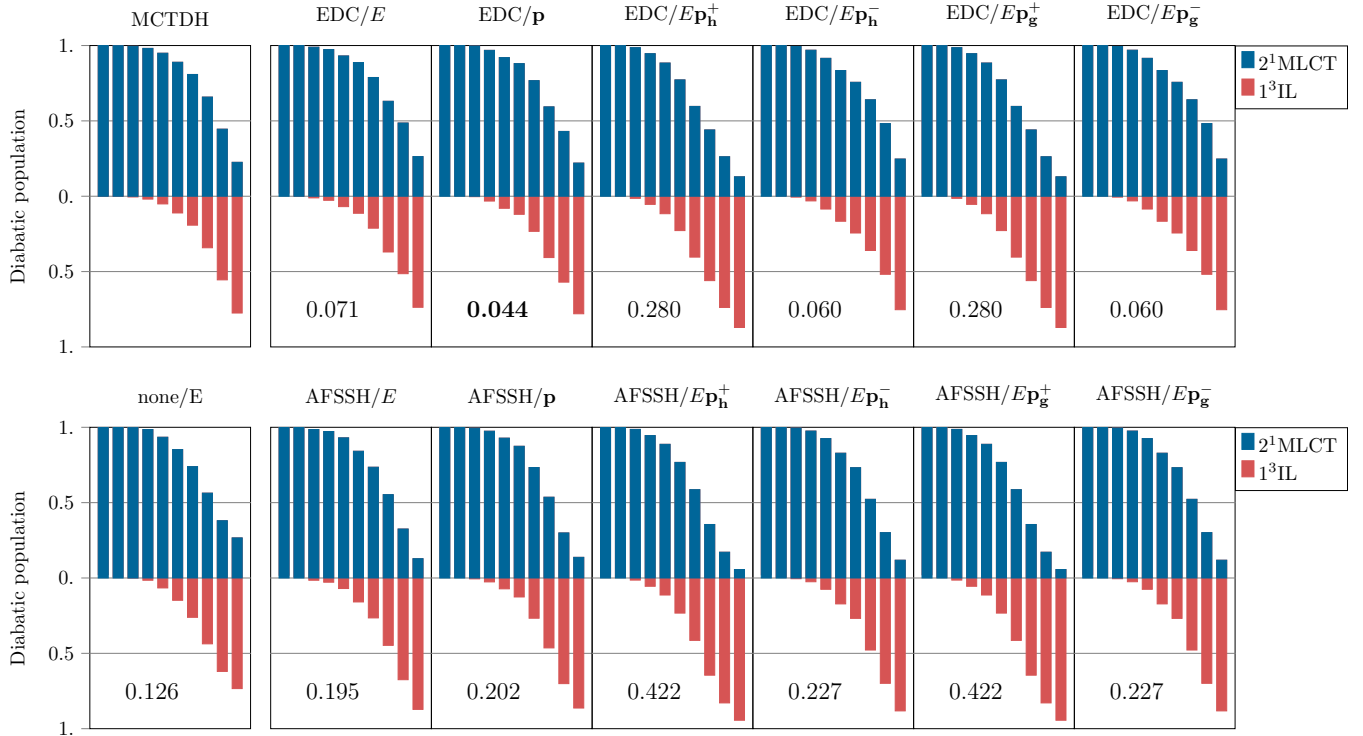 MCTDH
EDC/E
EDC/p
EDC/Ep_h^+
EDC/Ep_h^-
EDC/Ep_g^+
EDC/Ep_g^-
1.
0.5
0.
0.5
1.
Diabatic population
0.071
0.044
0.280
0.060
0.280
0.060
2¹MLCT
1³IL
none/E
AFSSH/E
AFSSH/p
AFSSH/Ep_h^+
AFSSH/Ep_h^-
AFSSH/Ep_g^+
AFSSH/Ep_g^-
1.
0.5
0.
0.5
1.
Diabatic population
0.126
0.195
0.202
0.422
0.227
0.422
0.227
2¹MLCT
1³IL